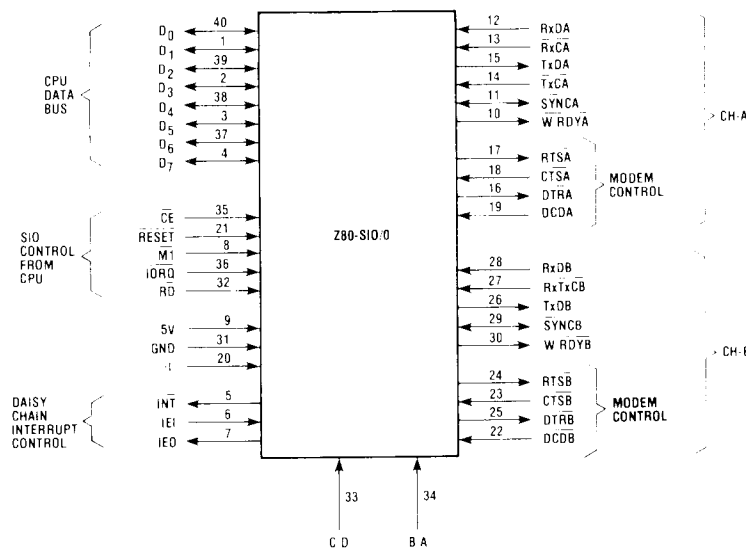 CPU
DATA
BUS
D0 40
D1 1
D2 39
D3 2
D4 38
D5 3
D6 37
D7 4
SIO
CONTROL
FROM
CPU
CE 35
RESET 21
M1 8
IORQ 36
RD 32
5V 9
GND 31
20
DAISY
CHAIN
INTERRUPT
CONTROL
INT 5
IEI 6
IEO 7
Z80-SIO/0
12 RxDA
13 RxCA
15 TxDA
14 TxCA
11 SYNCA
10 W RDYA
17 RTSA
18 CTSA
16 DTRA
19 DCDA
MODEM
CONTROL
CH-A
28 RxDB
27 RxTxCB
26 TxDB
29 SYNCB
30 W RDYB
24 RTSB
23 CTSB
25 DTRB
22 DCDB
MODEM
CONTROL
CH-B
33 34
C D B A